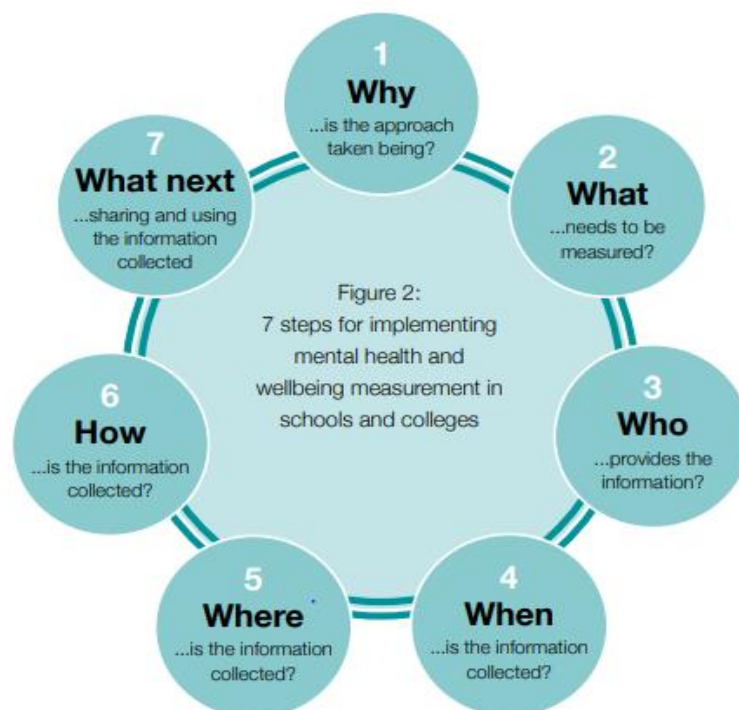 1
Why
...is the approach
taken being?
2
What
...needs to be
measured?
3
Who
...provides the
information?
4
When
...is the information
collected?
5
Where
...is the information
collected?
6
How
...is the information
collected?
7
What next
...sharing and using
the information
collected
Figure 2:
7 steps for implementing
mental health and
wellbeing measurement in
schools and colleges